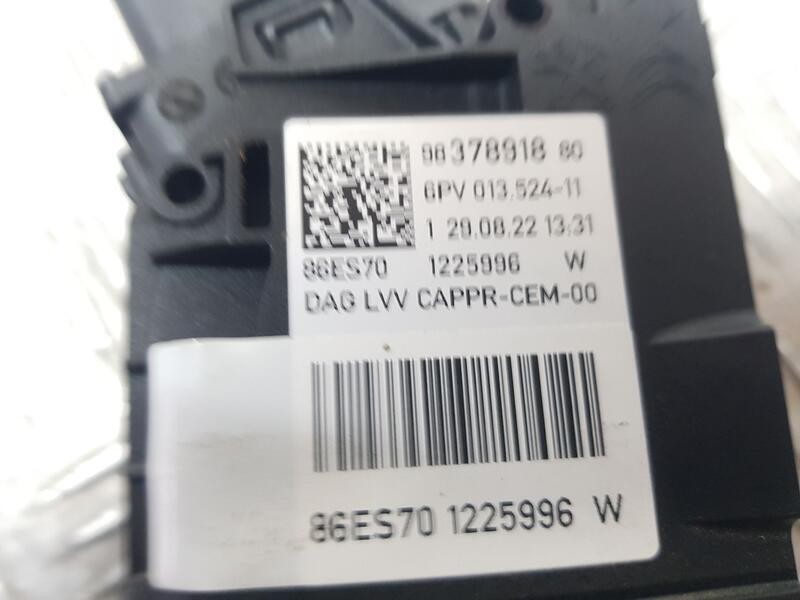 98 378918 80
6PV 013.524-11
1 29.08.22 13:31
86ES70 1225996 W
DAG LVV CAPPR-CEM-00
86ES70 1225996 W